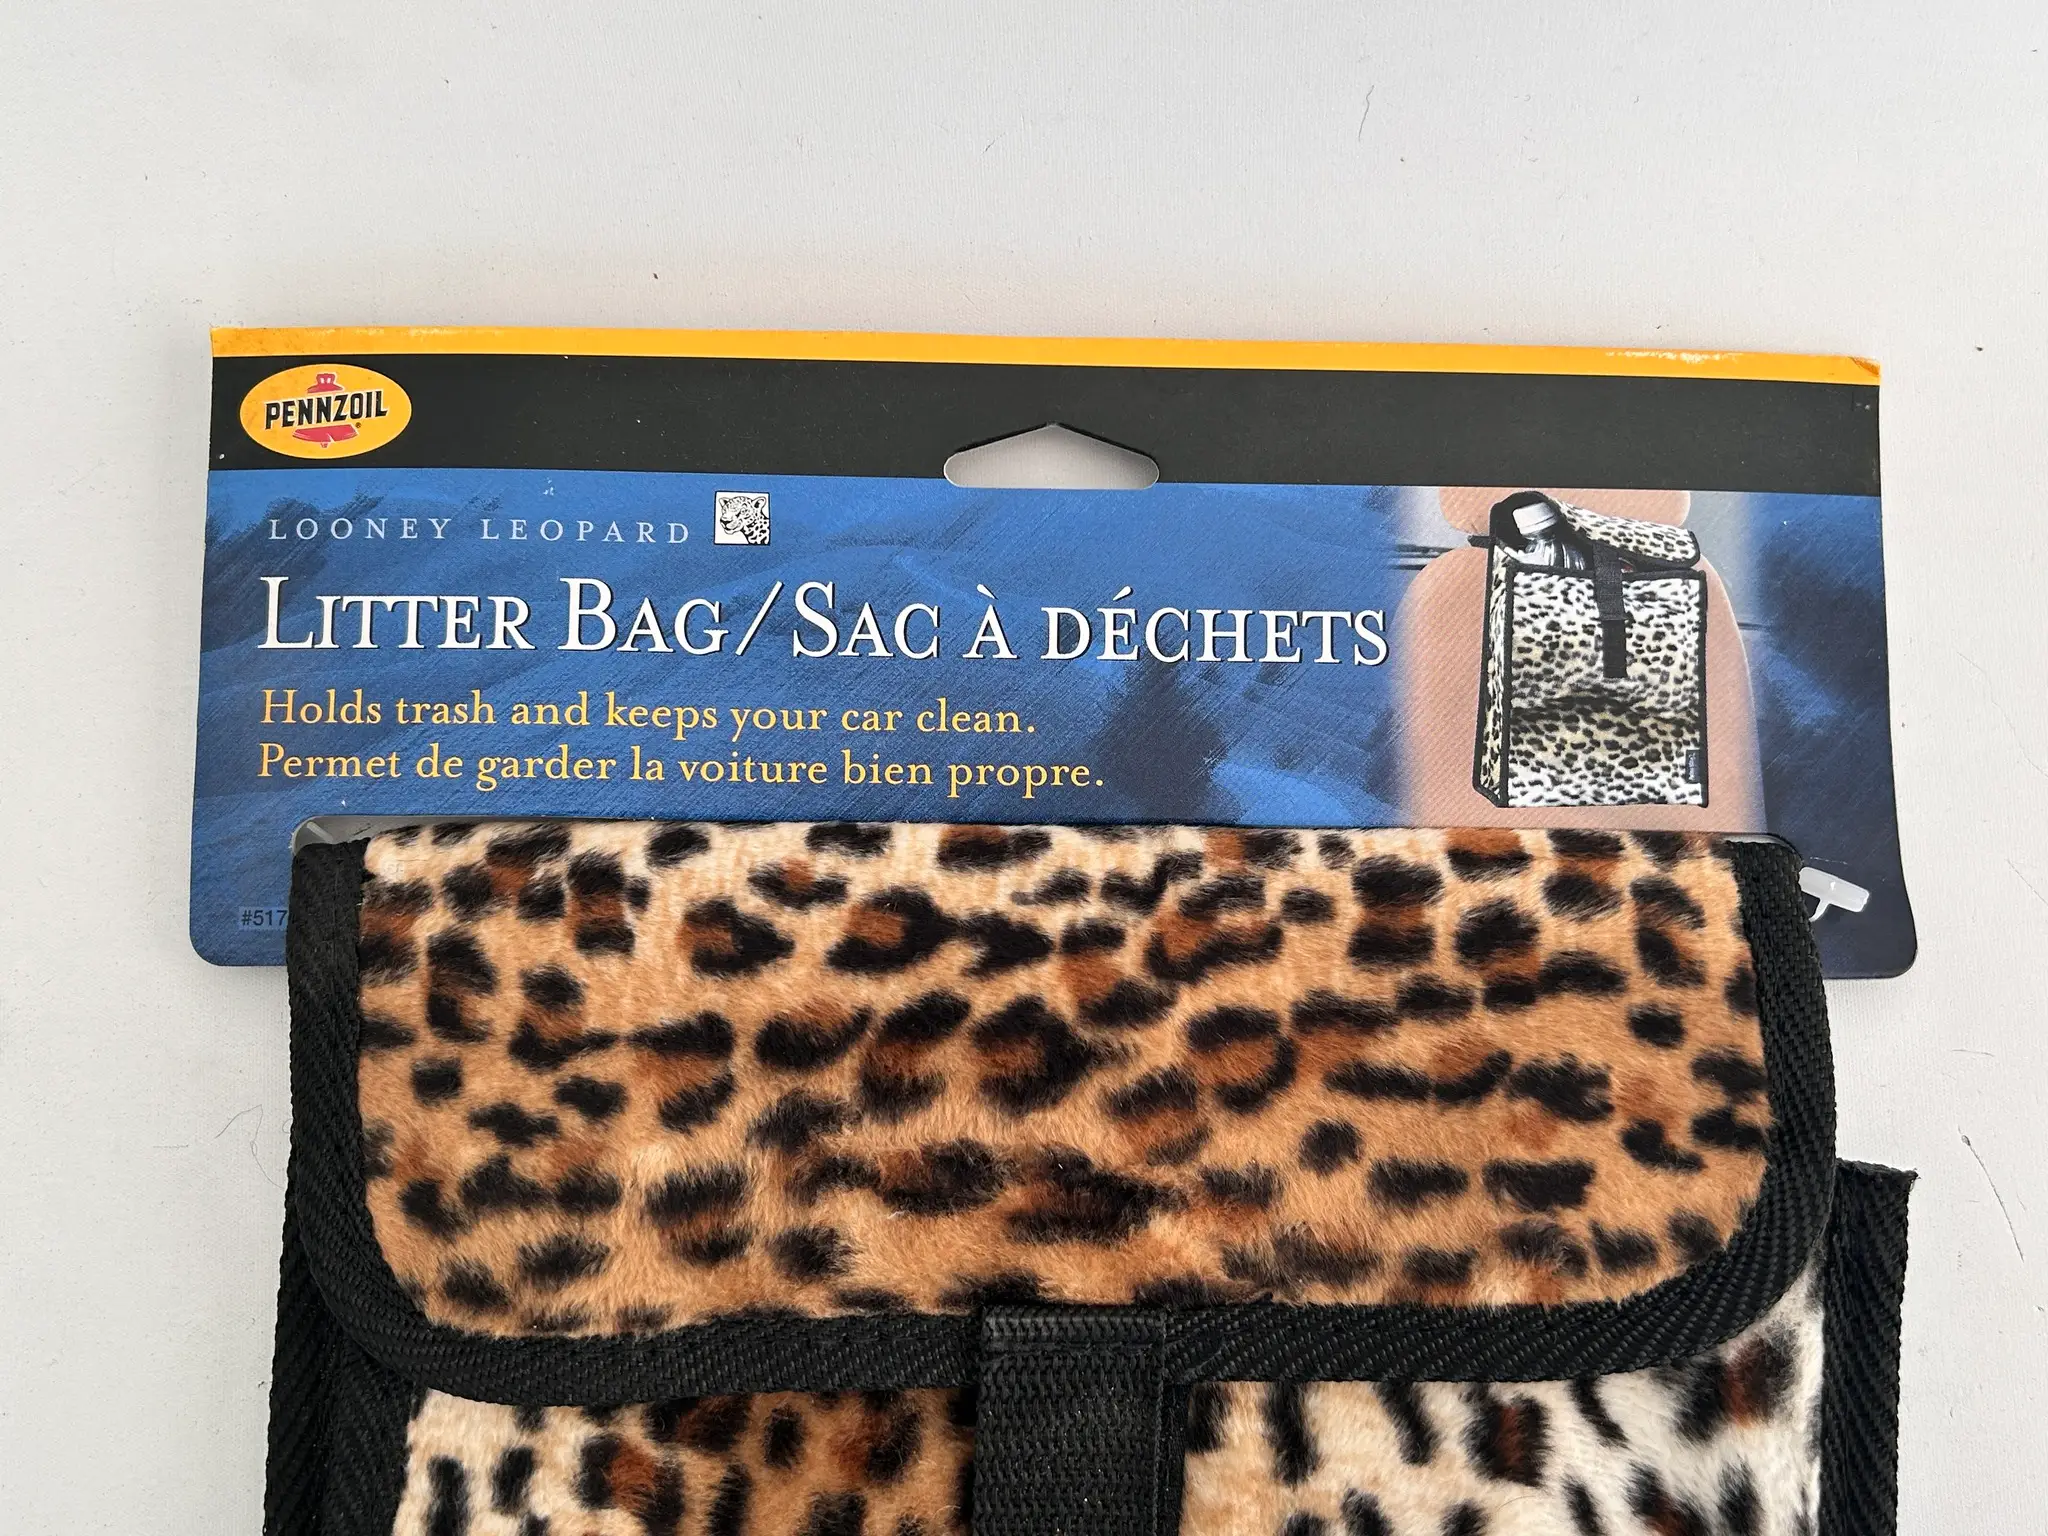 PENNZOIL
LOONEY LEOPARD
LITTER BAG/SAC À DÉCHETS
Holds trash and keeps your car clean.
Permet de garder la voiture bien propre.
#517